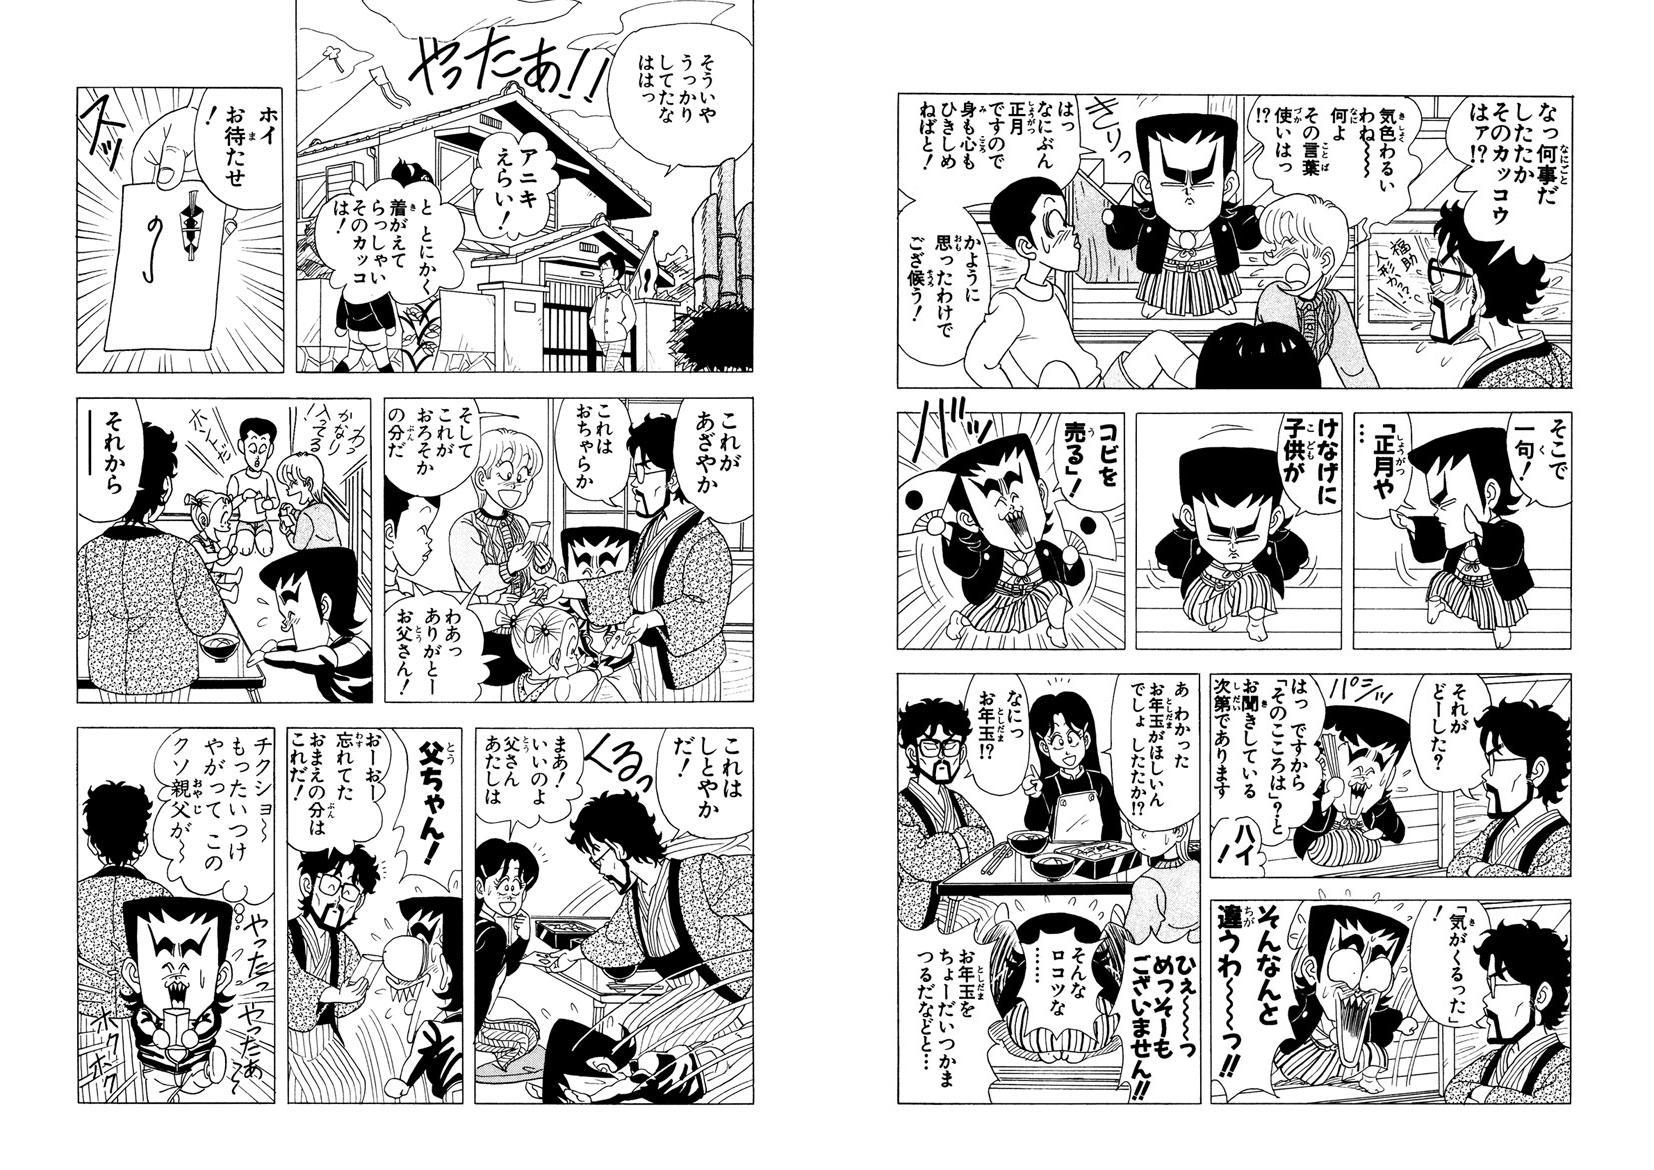 なっ何事だ
したたか
そのカッコウ
はァ!?
気色わるい
わね~~
何よ
その言葉
使いはっ
!?
福助
人形か?
きりっ
はっ
なにぶん
正月
ですので
身も心も
ひきしめ
ねばと!
かように
思ったわけで
ござ候う!
そこで
一句!
「正月や
…
けなげに
子供が
コビを
売る」!
バッ
それが
どーした?
パシッ
はっ ですから
「そのこころは」?と
お聞きしている
次第であります
ハイ
!
「気がくるった」
!
そんなんと
違うわ~~っ!!
あ わかった
お年玉がほしいん
でしょ したたか!?
なにっ
お年玉
!?
ひえ~~っ
めっそーも
ございません!!
そんな
ロコツな
……
お年玉を
ちょーだいつかま
つるだなどと…
そういや
うっかり
してたな
ははっ
やったあ!!
アニキ
えらい!
と とにかく
着がえて
らっしゃい
そのカッコ
は!
ホイ
お待たせ
!
スッ
これが
あざやか
これは
おちゃらか
そして
これが
おろそか
の分だ
わあっ
ありがとー
お父さん!
わっ
かなり
入ってる
!
ホントだ
それから
――
これは
しとやか
だ!
くるっ
まあ!
いいのよ
父さん
あたしは
父ちゃん!
おーおー
忘れてた
おまえの分は
これだ!
チクショ~
もったいつけ
やがって この
クソ親父が~
やったっ
やったあ~
ホク
ホク